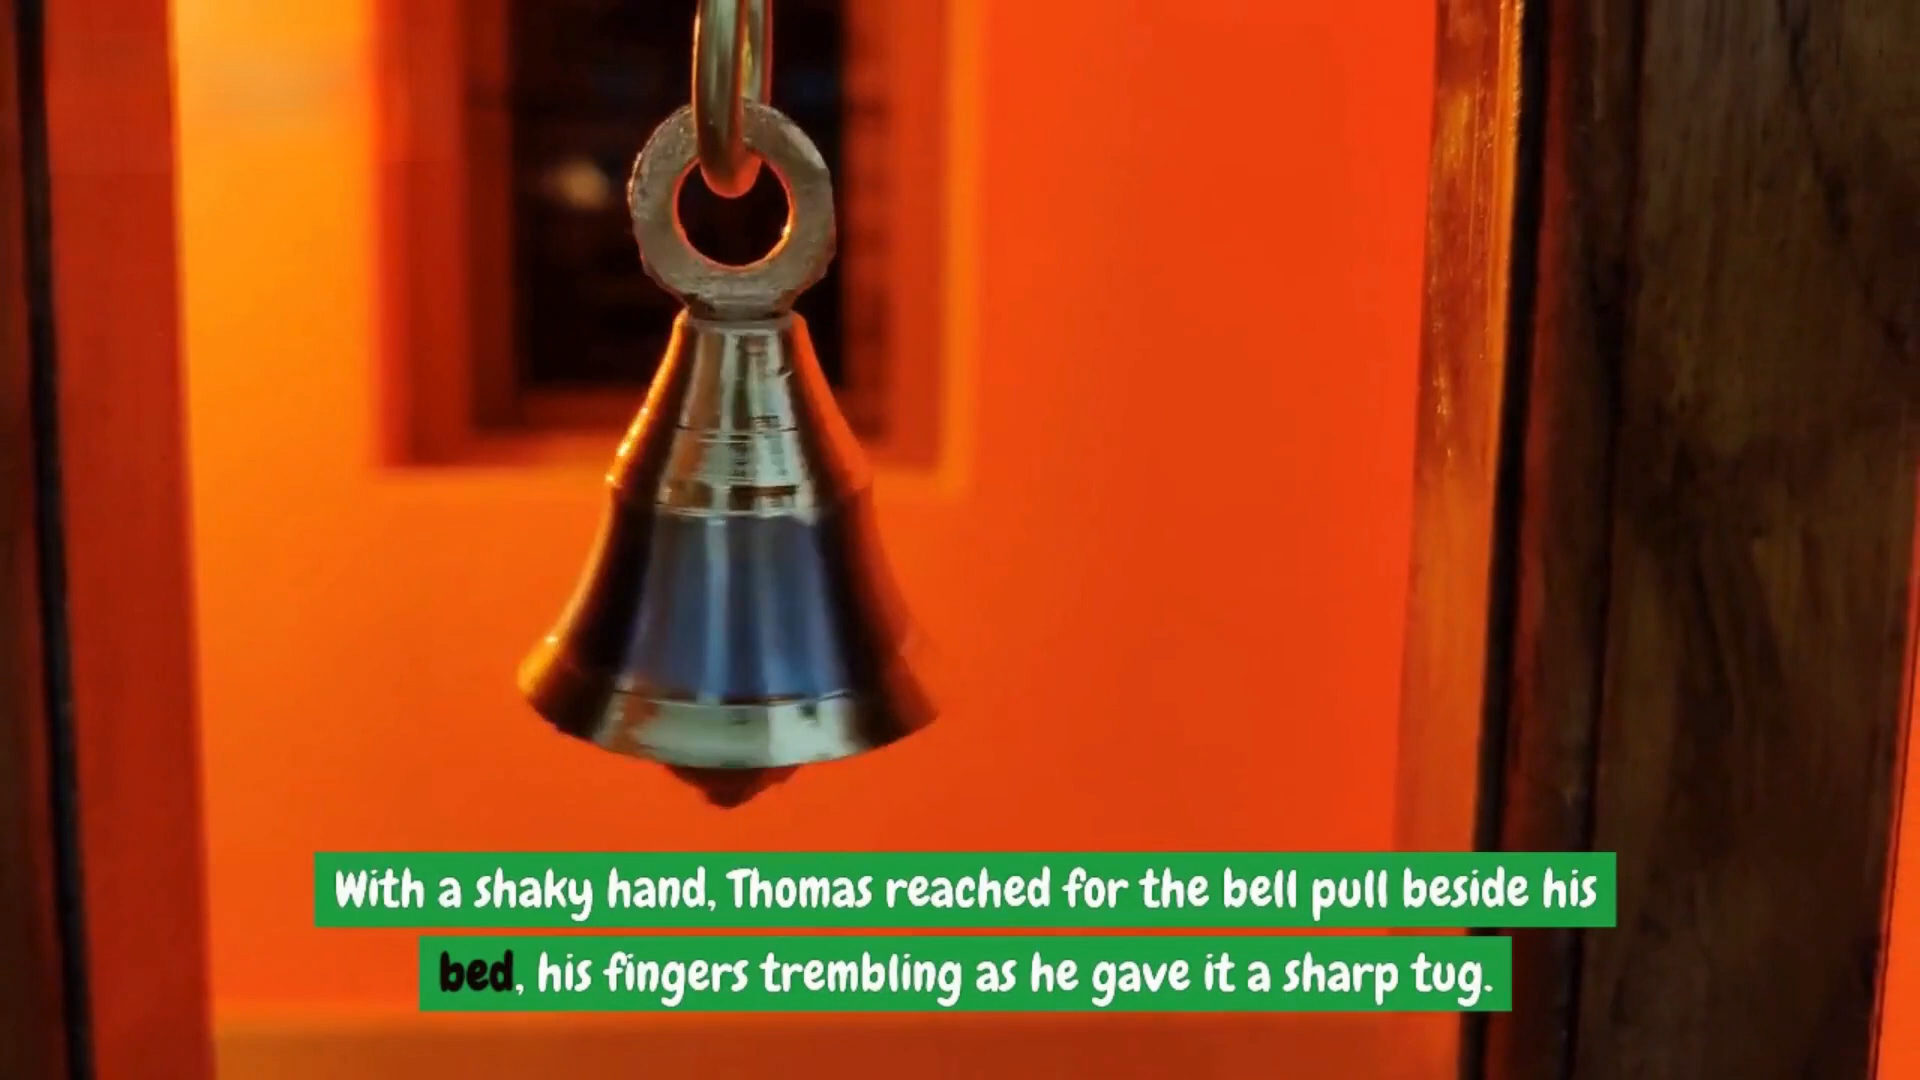 With a shaky hand, Thomas reached for the bell pull beside his
bed, his fingers trembling as he gave it a sharp tug.